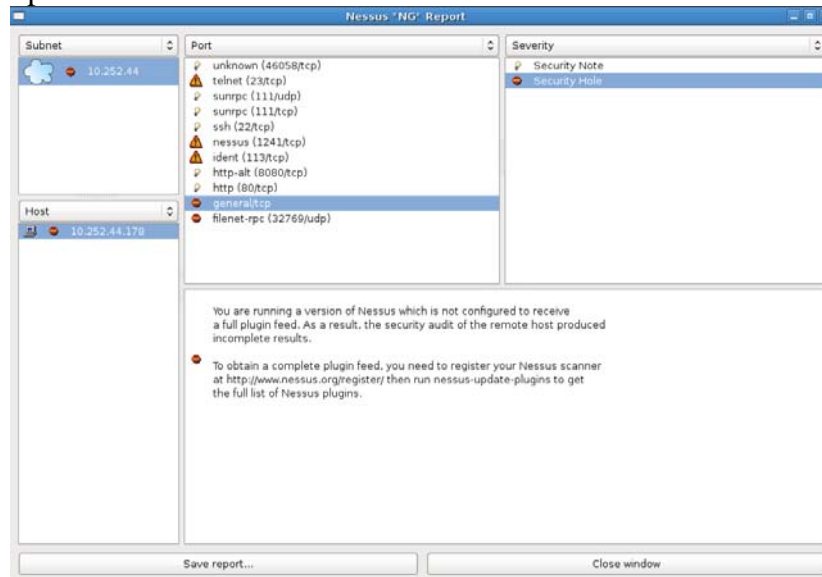 Nessus "NG" Report
Subnet
10.252.44
Host
10.252.44.178
Port
unknown (46058/tcp)
telnet (23/tcp)
sunrpc (111/udp)
sunrpc (111/tcp)
ssh (22/tcp)
nessus (1241/tcp)
ident (113/tcp)
http-alt (8080/tcp)
http (80/tcp)
general/tcp
filenet-rpc (32769/udp)
Severity
Security Note
Security Hole
You are running a version of Nessus which is not configured to receive
a full plugin feed. As a result, the security audit of the remote host produced
incomplete results.
To obtain a complete plugin feed, you need to register your Nessus scanner
at http://www.nessus.org/register/ then run nessus-update-plugins to get
the full list of Nessus plugins.
Save report...
Close window